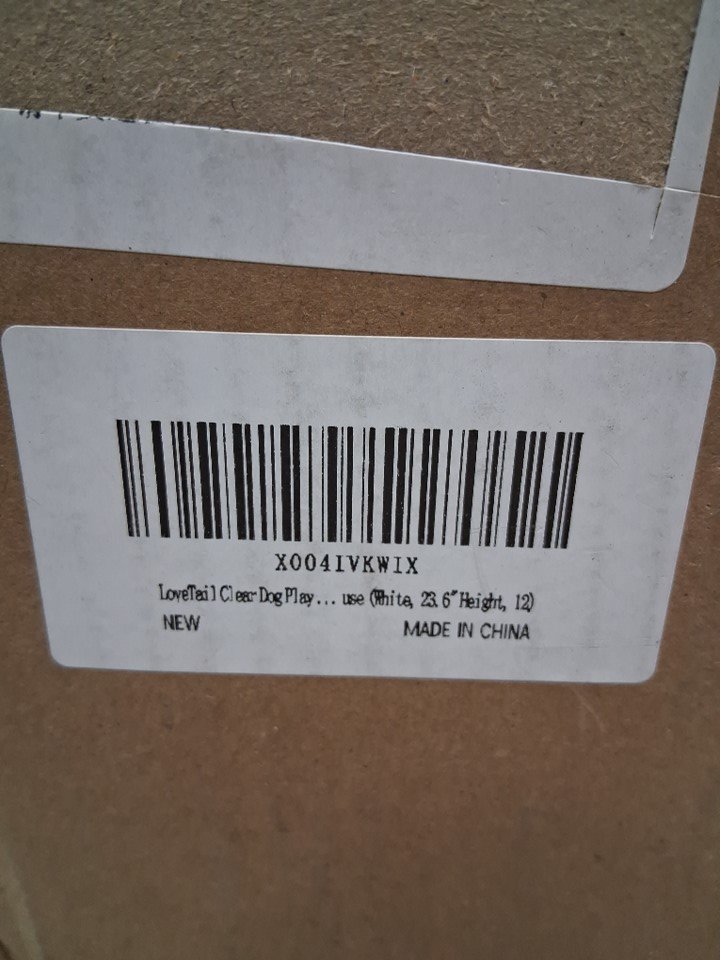 X004IVKWIX
LoveTail Clear Dog Play... use (White, 23.6" Height, 12)
NEW
MADE IN CHINA